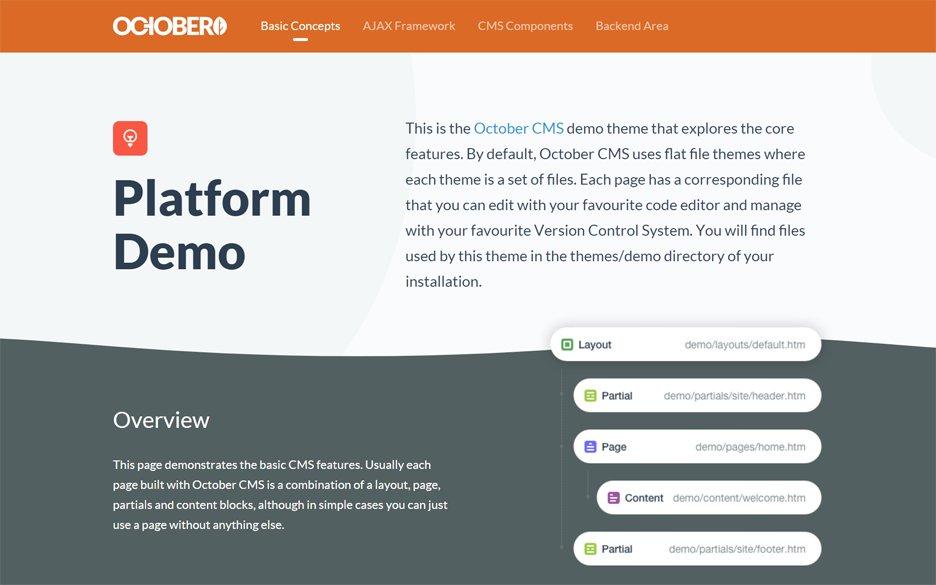 OCTOBER
Basic Concepts
AJAX Framework
CMS Components
Backend Area
Platform
Demo
This is the October CMS demo theme that explores the core
features. By default, October CMS uses flat file themes where
each theme is a set of files. Each page has a corresponding file
that you can edit with your favourite code editor and manage
with your favourite Version Control System. You will find files
used by this theme in the themes/demo directory of your
installation.
Overview
This page demonstrates the basic CMS features. Usually each
page built with October CMS is a combination of a layout, page,
partials and content blocks, although in simple cases you can just
use a page without anything else.
Layout demo/layouts/default.htm
Partial demo/partials/site/header.htm
Page demo/pages/home.htm
Content demo/content/welcome.htm
Partial demo/partials/site/footer.htm